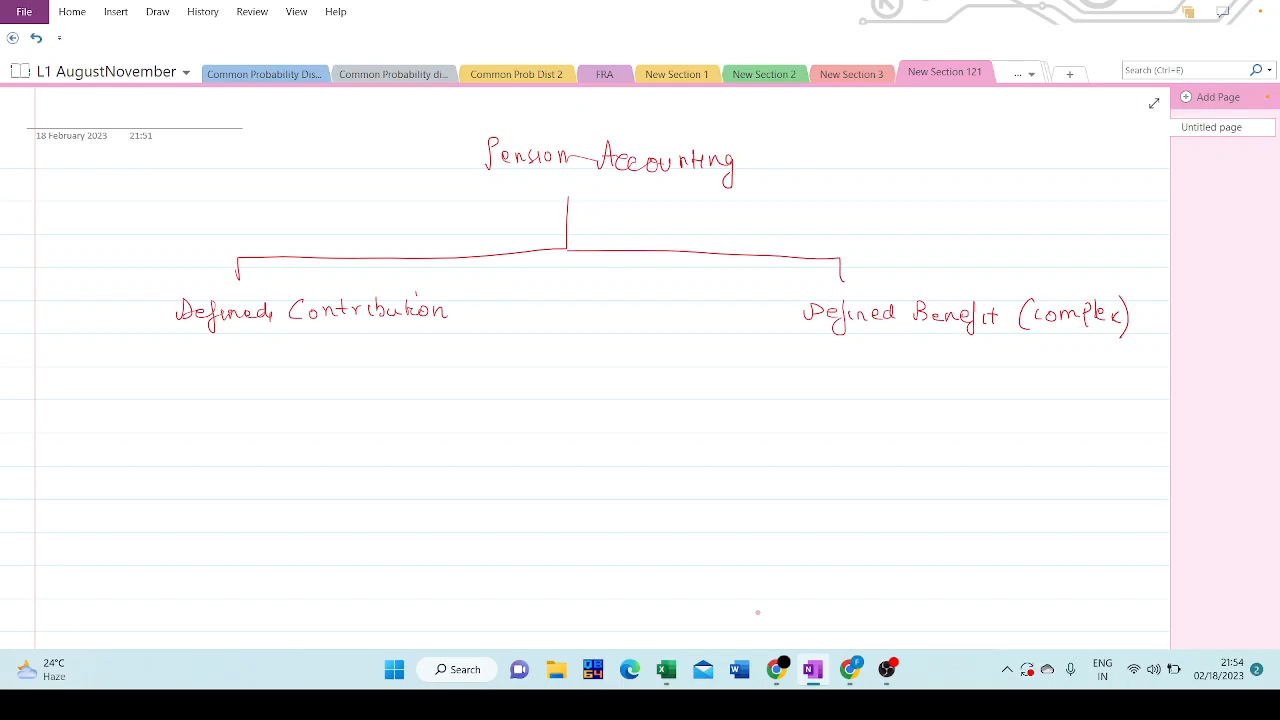 File Home Insert Draw History Review View Help
L1 AugustNovember Common Probability Dis... Common Probability di... Common Prob Dist 2 FRA New Section 1 New Section 2 New Section 3 New Section 121 ... + Search (Ctrl+E)
Add Page
Untitled page
18 February 2023 21:51
Pension Accounting
Defined Contribution Defined Benefit (complex)
24°C
Haze
Search
ENG
IN
21:54
02/18/2023
2